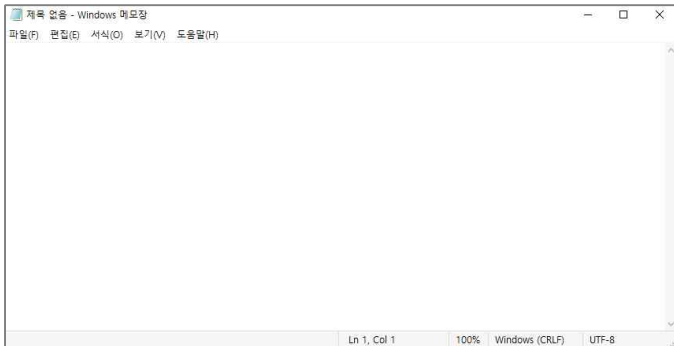 제목 없음 - Windows 메모장
파일(F) 편집(E) 서식(O) 보기(V) 도움말(H)
Ln 1, Col 1 100% Windows (CRLF) UTF-8